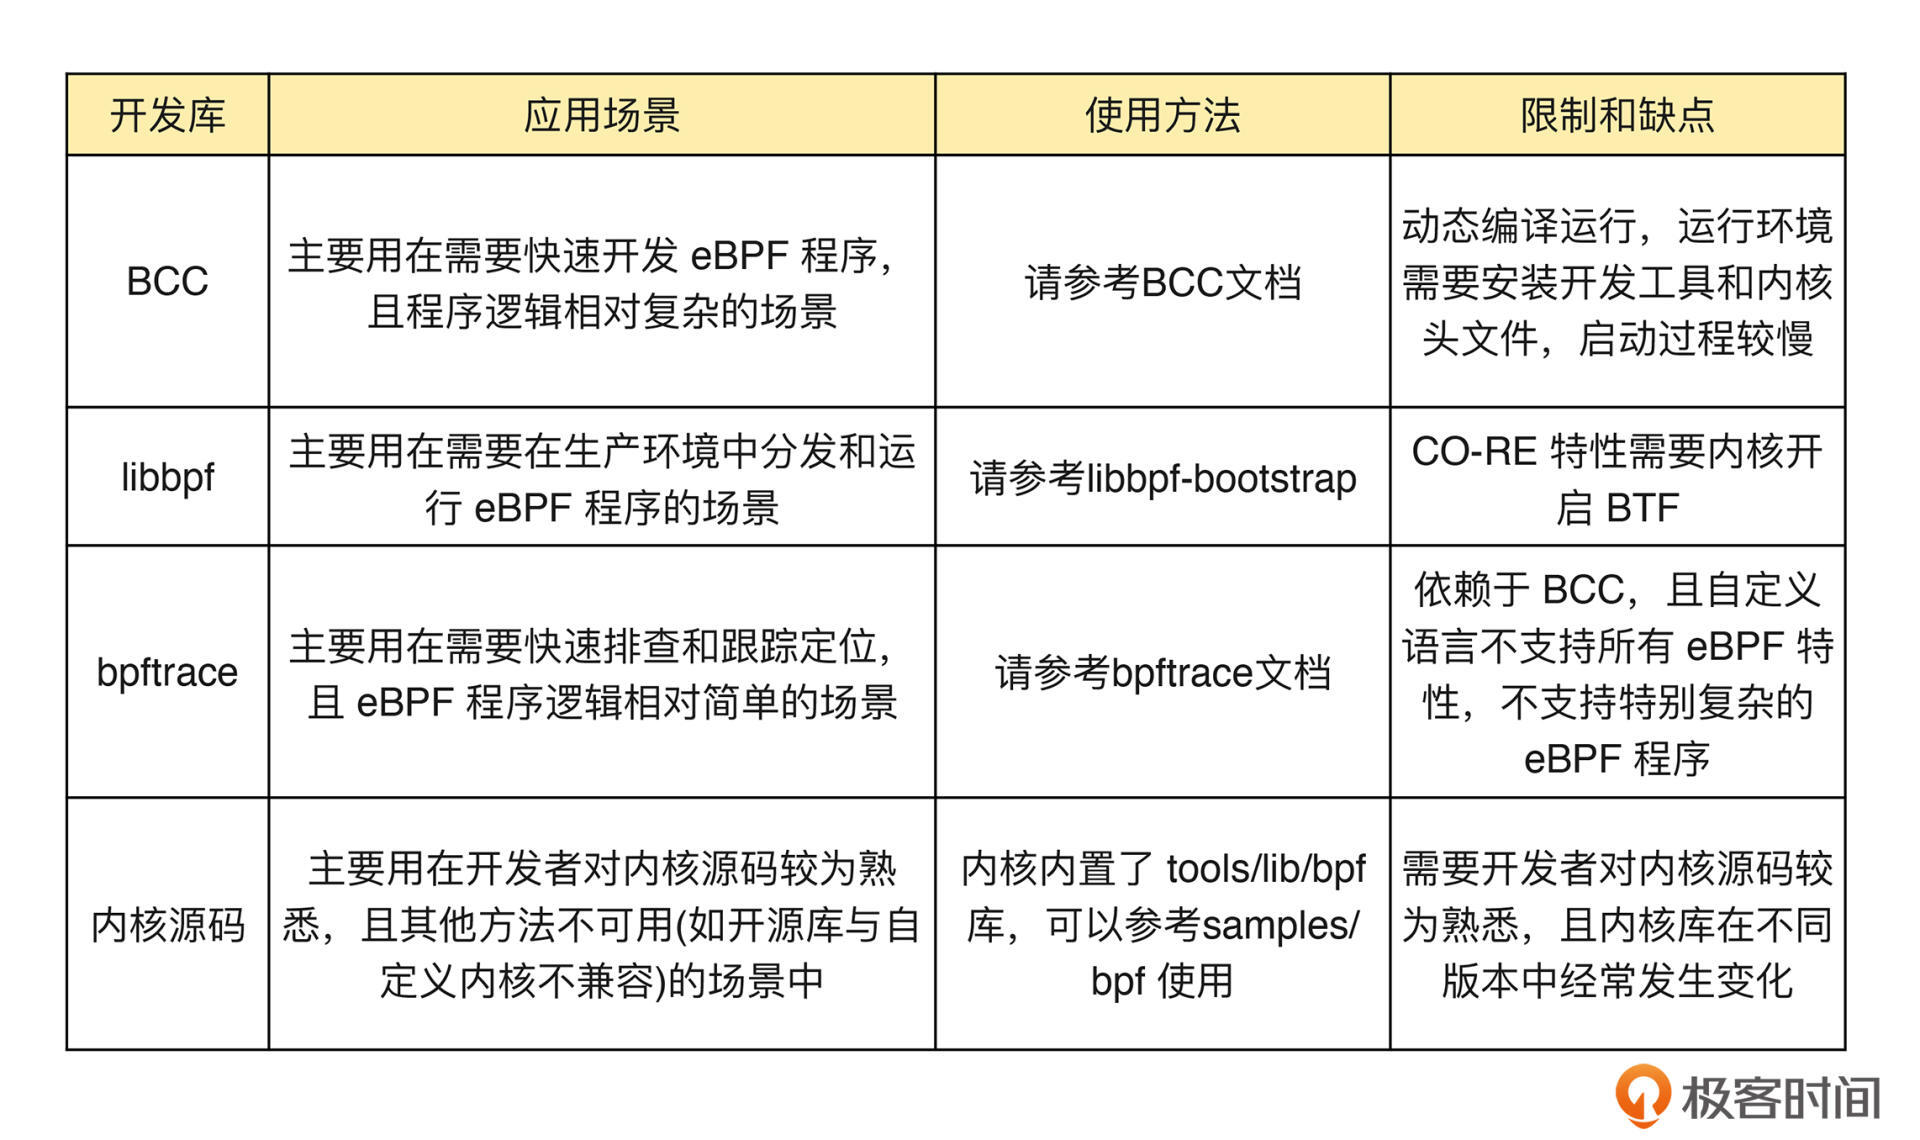 开发库
应用场景
使用方法
限制和缺点
BCC
主要用在需要快速开发 eBPF 程序，
且程序逻辑相对复杂的场景
请参考BCC文档
动态编译运行，运行环境
需要安装开发工具和内核
头文件，启动过程较慢
libbpf
主要用在需要在生产环境中分发和运
行 eBPF 程序的场景
请参考libbpf-bootstrap
CO-RE 特性需要内核开
启 BTF
bpftrace
主要用在需要快速排查和跟踪定位，
且 eBPF 程序逻辑相对简单的场景
请参考bpftrace文档
依赖于 BCC，且自定义
语言不支持所有 eBPF 特
性，不支持特别复杂的
eBPF 程序
内核源码
主要用在开发者对内核源码较为熟
悉，且其他方法不可用(如开源库与自
定义内核不兼容)的场景中
内核内置了 tools/lib/bpf
库，可以参考samples/
bpf 使用
需要开发者对内核源码较
为熟悉，且内核库在不同
版本中经常发生变化
极客时间